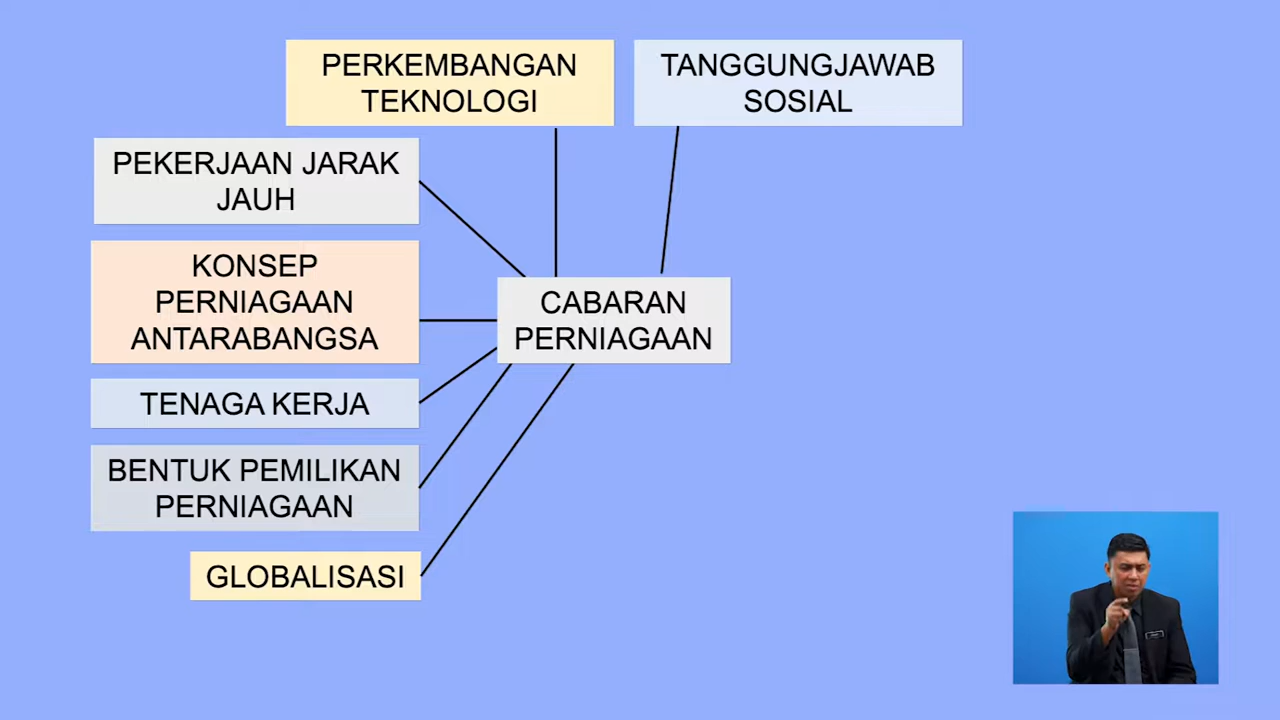 PERKEMBANGAN
TEKNOLOGI
TANGGUNGJAWAB
SOSIAL
PEKERJAAN JARAK
JAUH
KONSEP
PERNIAGAAN
ANTARABANGSA
CABARAN
PERNIAGAAN
TENAGA KERJA
BENTUK PEMILIKAN
PERNIAGAAN
GLOBALISASI